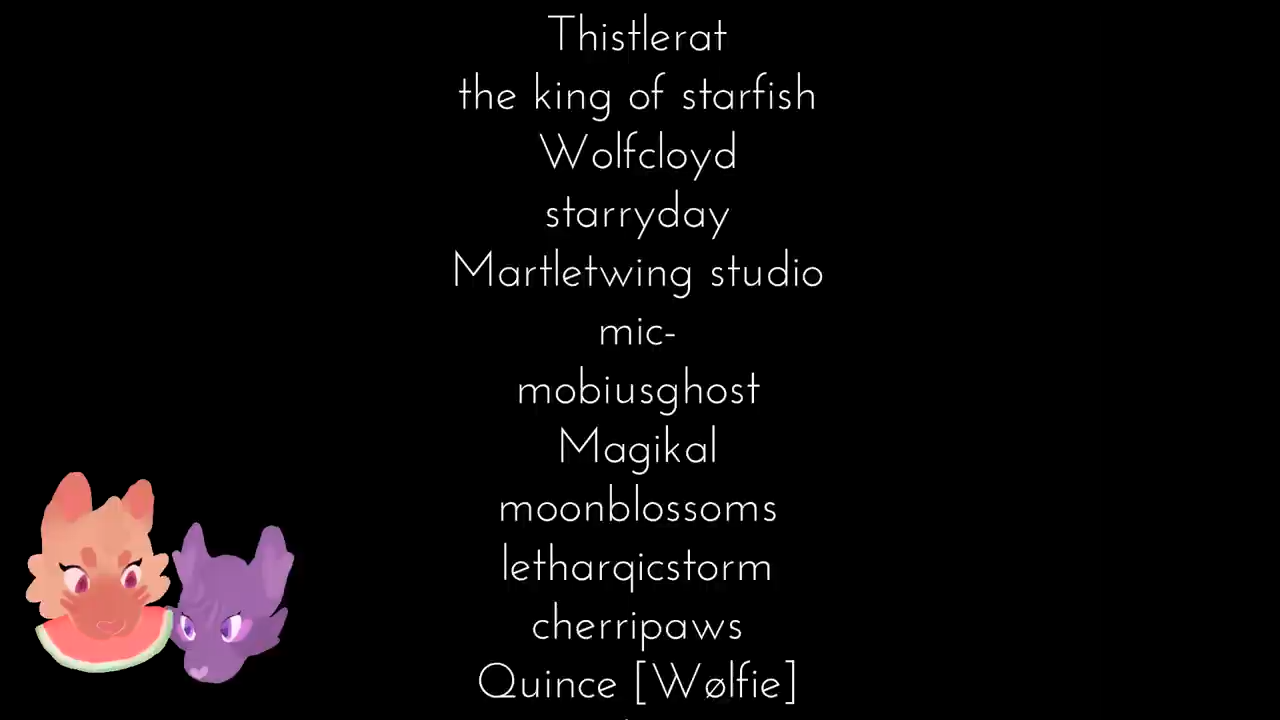 Thistlerat
the king of starfish
Wolfcloyd
starryday
Martletwing studio
mic-
mobiusghost
Magikal
moonblossoms
letharqicstorm
cherripaws
Quince [Wølfie]